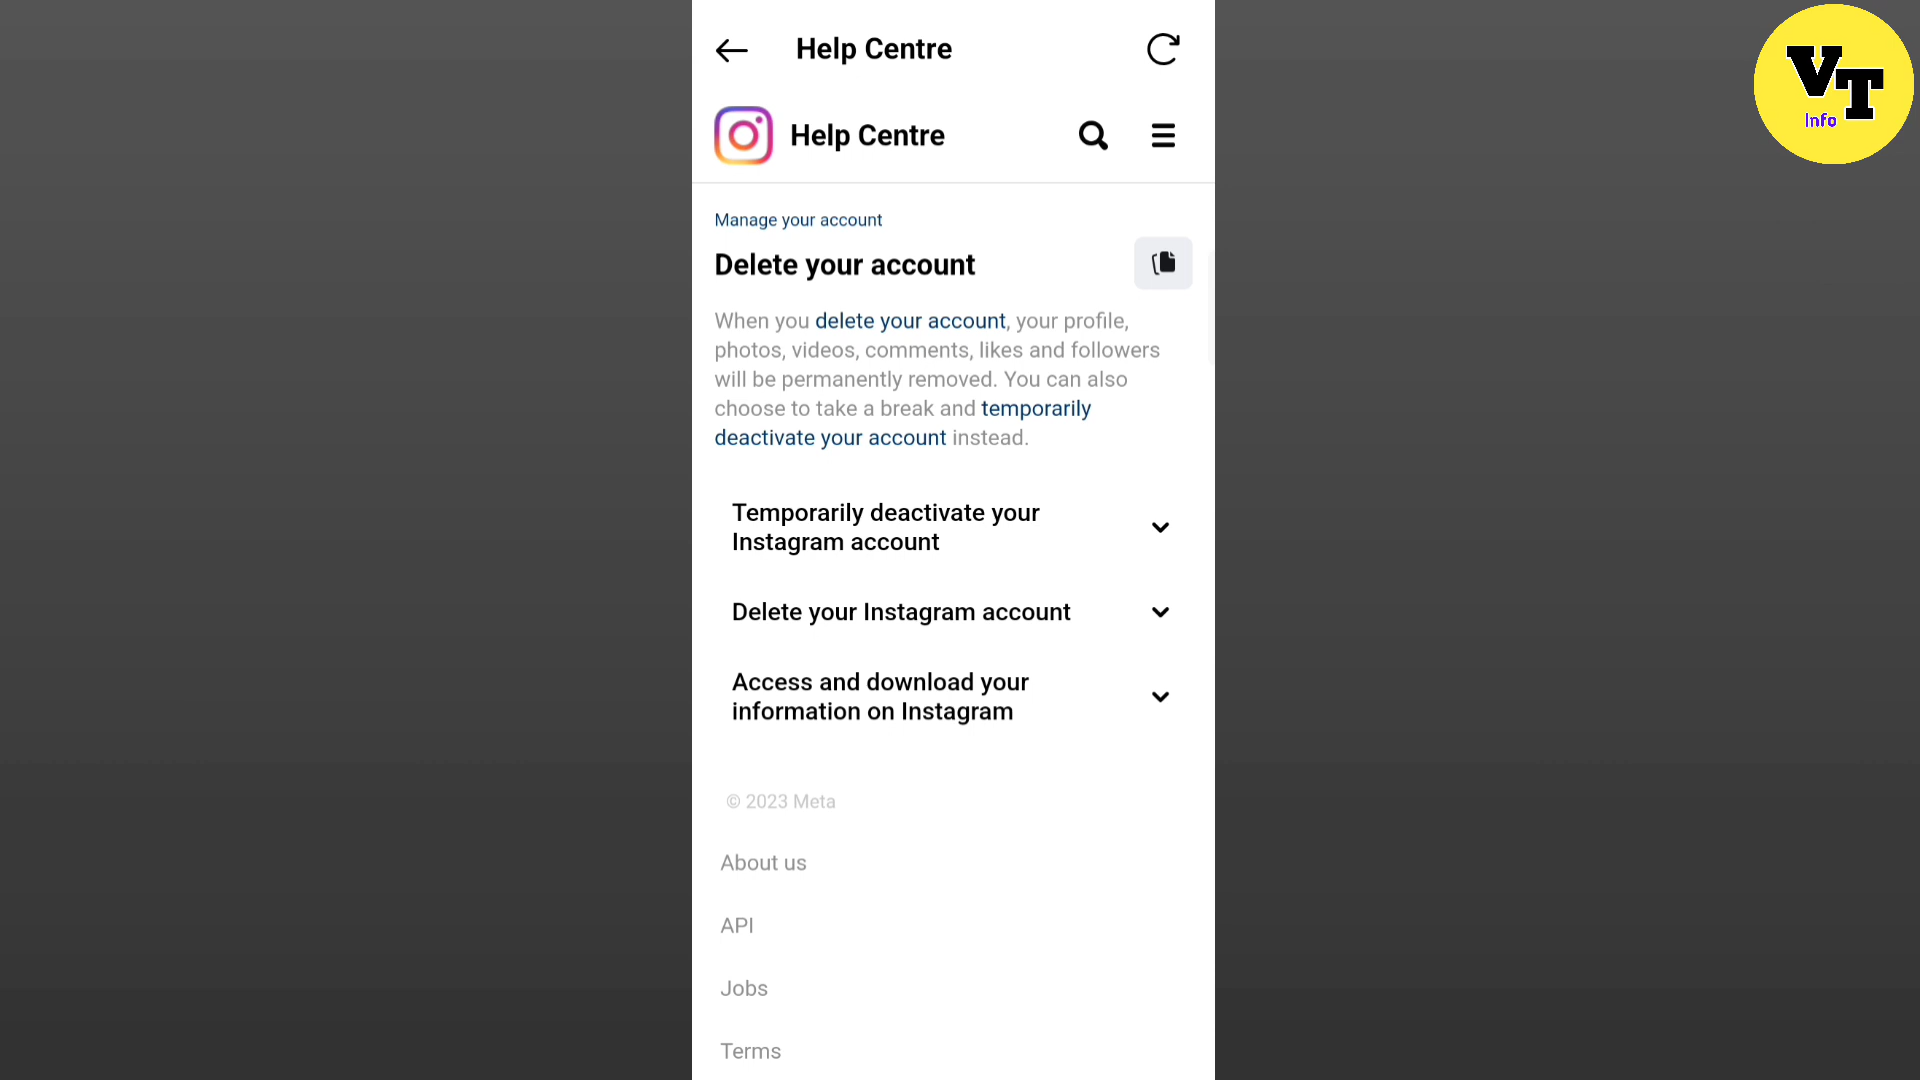 Help Centre
Help Centre
Manage your account
Delete your account
When you delete your account, your profile,
photos, videos, comments, likes and followers
will be permanently removed. You can also
choose to take a break and temporarily
deactivate your account instead.
Temporarily deactivate your
Instagram account
Delete your Instagram account
Access and download your
information on Instagram
© 2023 Meta
About us
API
Jobs
Terms
VT
Info